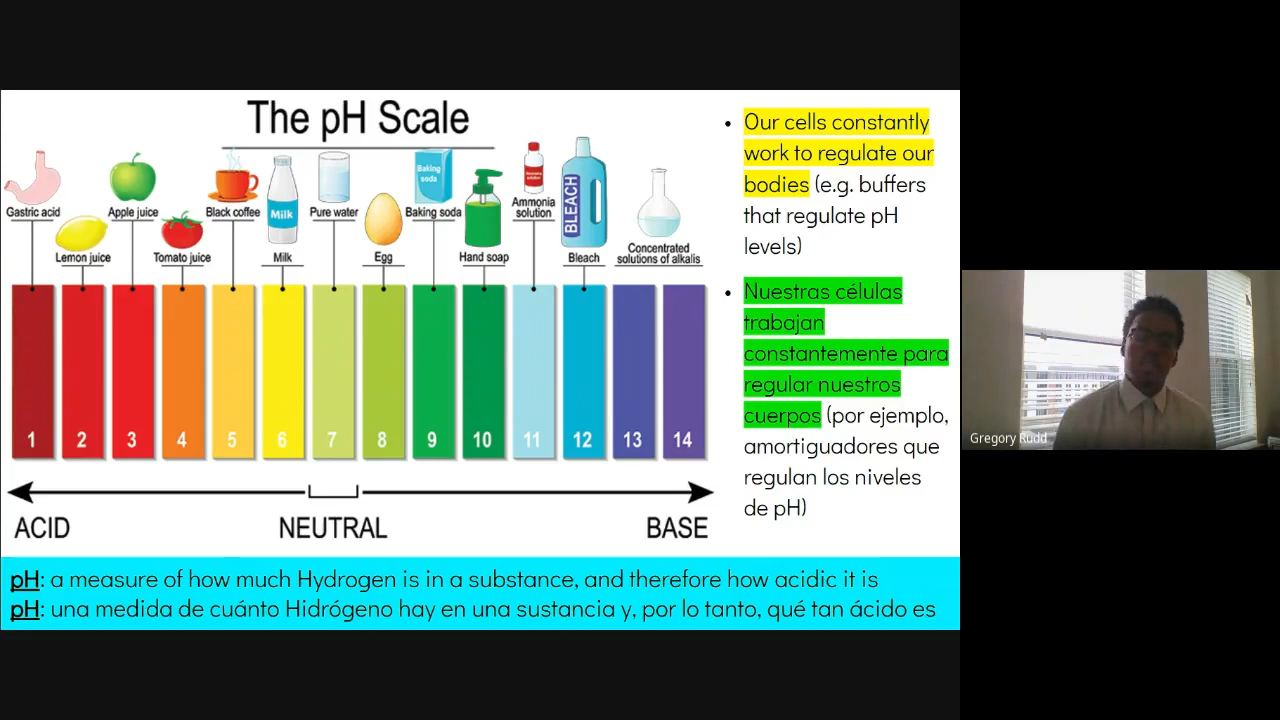 The pH Scale
Gastric acid
Lemon juice
Apple juice
Tomato juice
Black coffee
Milk
Milk
Pure water
Egg
Baking
soda
Baking soda
Hand soap
Ammonia
solution
BLEACH
Bleach
Concentrated
solutions of alkalis
1 2 3 4 5 6 7 8 9 10 11 12 13 14
ACID NEUTRAL BASE
• Our cells constantly
work to regulate our
bodies (e.g. buffers
that regulate pH
levels)
• Nuestras células
trabajan
constantemente para
regular nuestros
cuerpos (por ejemplo,
amortiguadores que
regulan los niveles
de pH)
pH: a measure of how much Hydrogen is in a substance, and therefore how acidic it is
pH: una medida de cuánto Hidrógeno hay en una sustancia y, por lo tanto, qué tan ácido es
Gregory Rudd